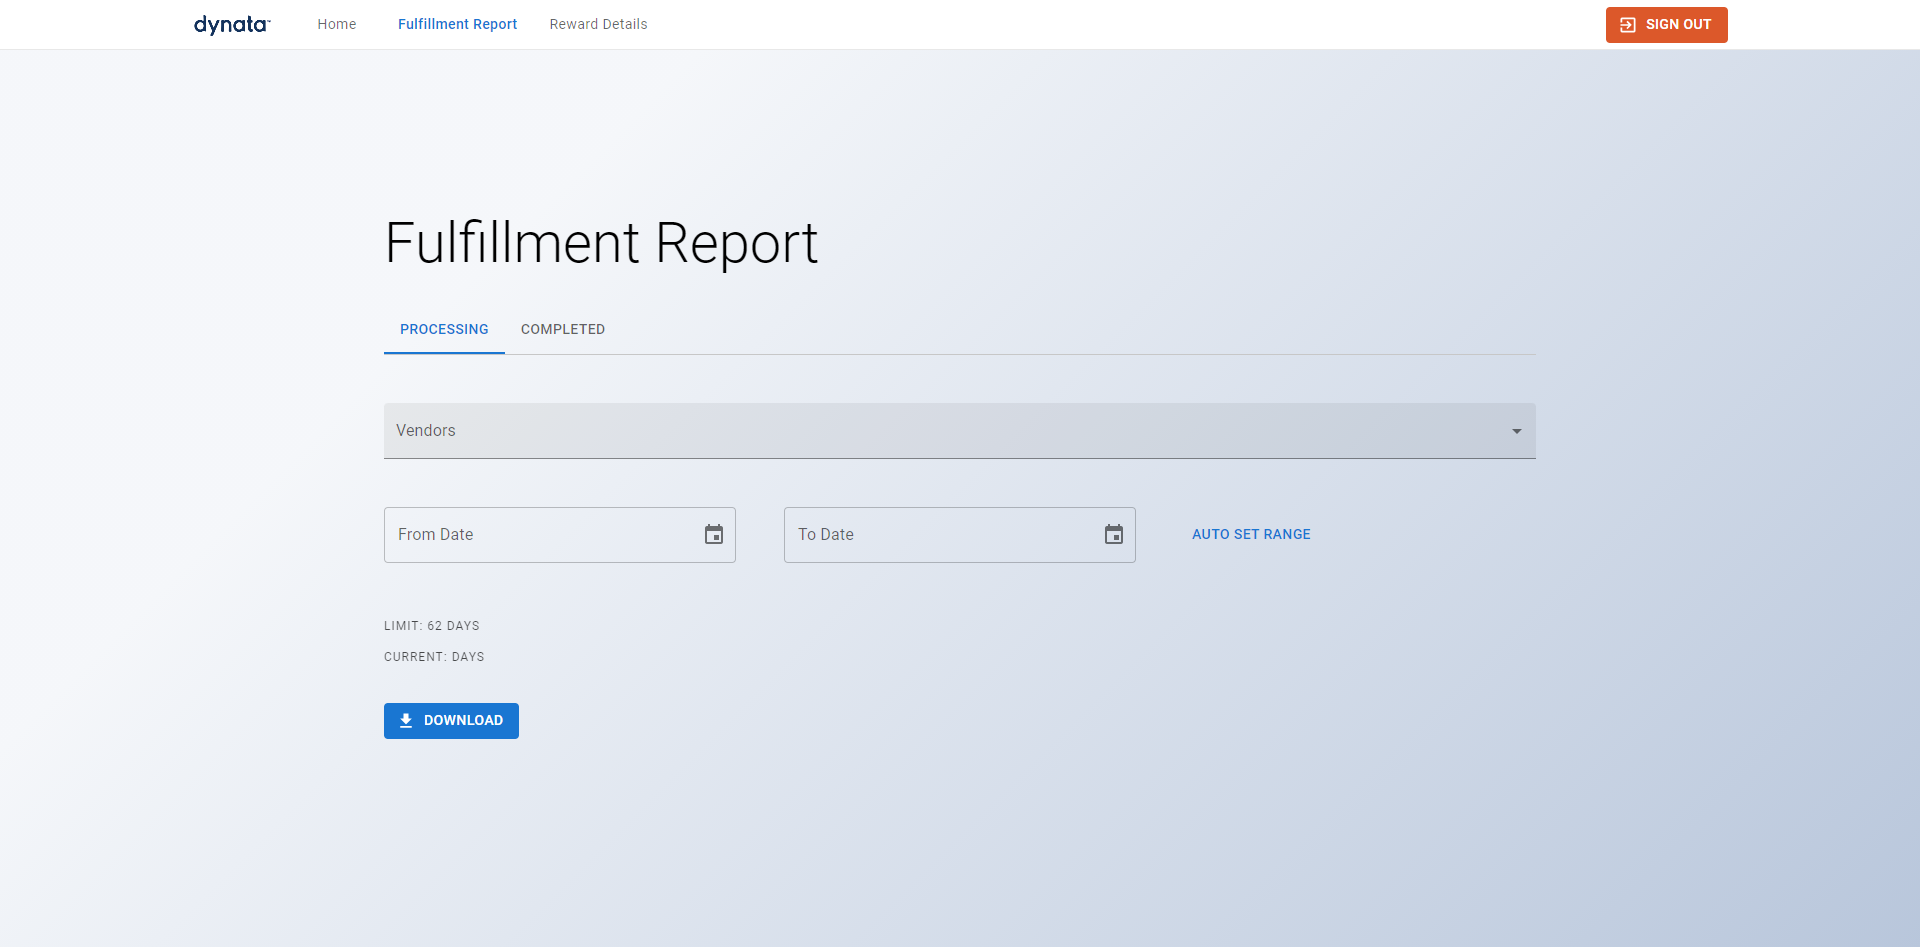 dynata™
Home
Fulfillment Report
Reward Details
SIGN OUT
Fulfillment Report
PROCESSING
COMPLETED
Vendors
From Date
To Date
AUTO SET RANGE
LIMIT: 62 DAYS
CURRENT: DAYS
DOWNLOAD